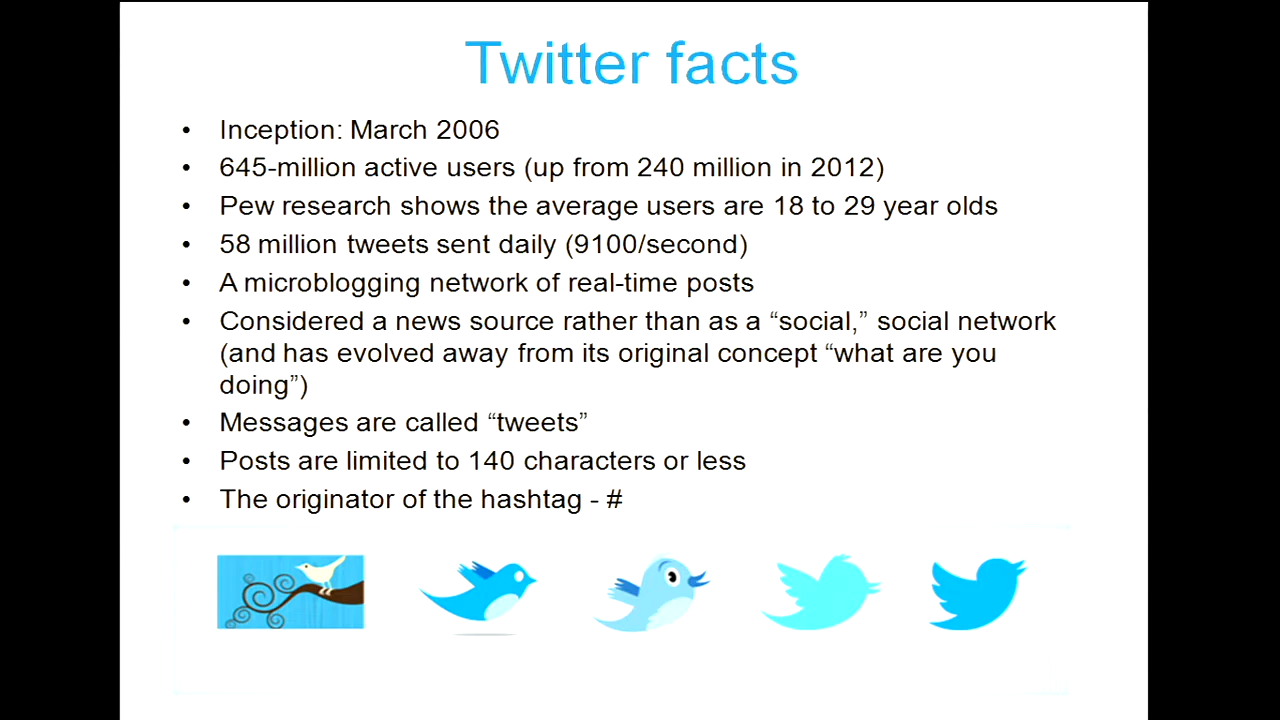 Twitter facts
• Inception: March 2006
• 645-million active users (up from 240 million in 2012)
• Pew research shows the average users are 18 to 29 year olds
• 58 million tweets sent daily (9100/second)
• A microblogging network of real-time posts
• Considered a news source rather than as a “social,” social network
(and has evolved away from its original concept “what are you
doing”)
• Messages are called “tweets”
• Posts are limited to 140 characters or less
• The originator of the hashtag - #